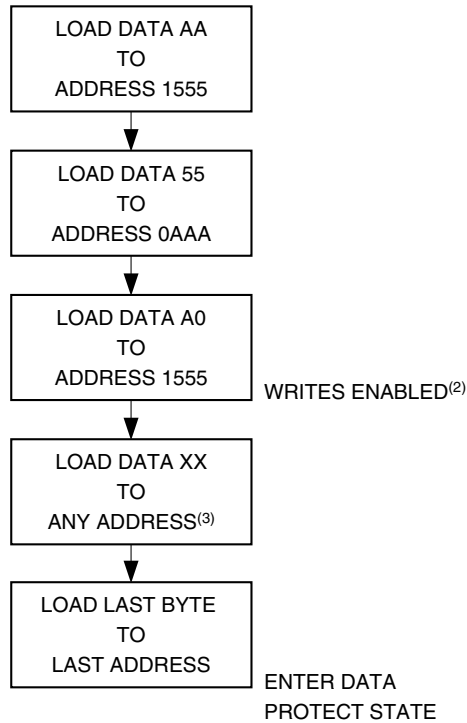 LOAD DATA AA
TO
ADDRESS 1555
LOAD DATA 55
TO
ADDRESS 0AAA
LOAD DATA A0
TO
ADDRESS 1555
WRITES ENABLED(2)
LOAD DATA XX
TO
ANY ADDRESS(3)
LOAD LAST BYTE
TO
LAST ADDRESS
ENTER DATA
PROTECT STATE